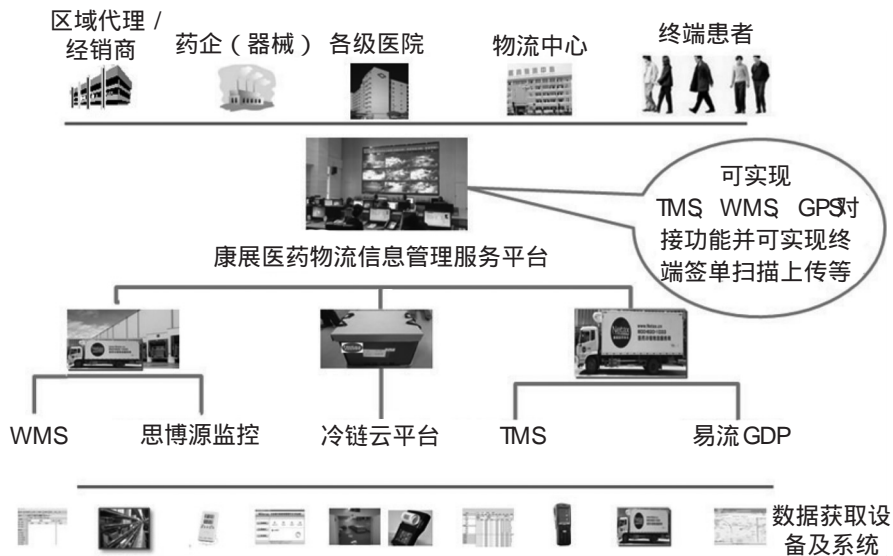 区域代理 /
经销商
药企（器械）
各级医院
物流中心
终端患者
可实现
TMS、WMS、GPS对
接功能并可实现终
端签单扫描上传等
康展医药物流信息管理服务平台
WMS
思博源监控
冷链云平台
TMS
易流GDP
数据获取设
备及系统